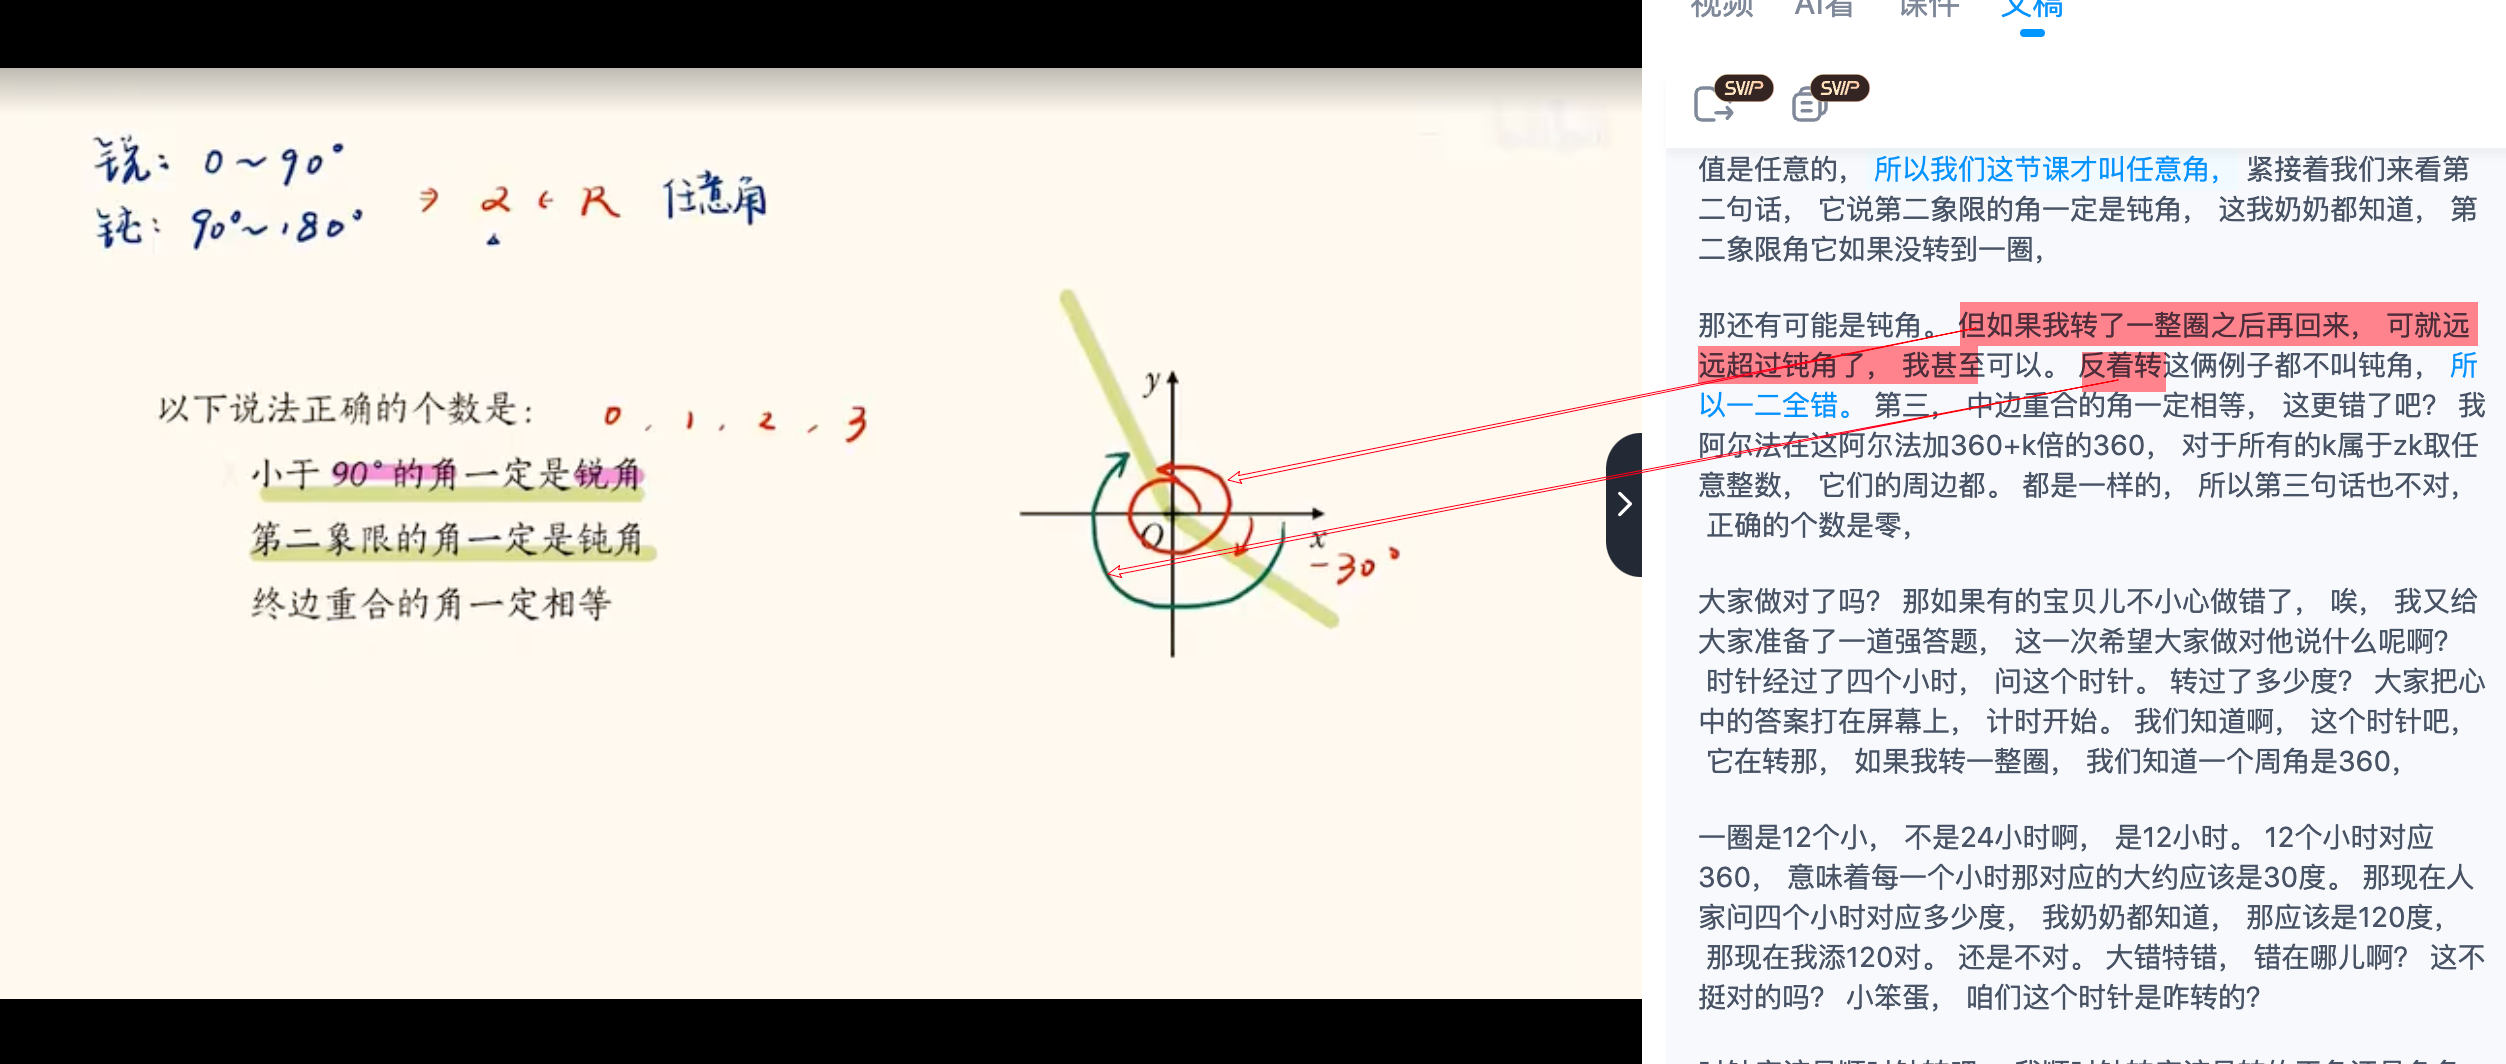 锐: 0~90°
钝: 90°~180°
⇒ α ∈ R 任意角
以下说法正确的个数是: 0, 1, 2, 3
小于90°的角一定是锐角
第二象限的角一定是钝角
终边重合的角一定相等
y
O
x
-30°
视频 AI看 课件 文稿
SVIP SVIP
值是任意的, 所以我们这节课才叫任意角, 紧接着我们来看第
二句话, 它说第二象限的角一定是钝角, 这我奶奶都知道, 第
二象限角它如果没转到一圈,
那还有可能是钝角。 但如果我转了一整圈之后再回来, 可就远
远超过钝角了, 我甚至可以。 反着转这俩例子都不叫钝角, 所
以一二全错。 第三, 中边重合的角一定相等, 这更错了吧? 我
阿尔法在这阿尔法加360+k倍的360, 对于所有的k属于zk取任
意整数, 它们的周边都。 都是一样的, 所以第三句话也不对,
正确的个数是零,
大家做对了吗? 那如果有的宝贝儿不小心做错了, 唉, 我又给
大家准备了一道强答题, 这一次希望大家做对他说什么呢啊?
时针经过了四个小时, 问这个时针。 转过了多少度? 大家把心
中的答案打在屏幕上, 计时开始。 我们知道啊, 这个时针吧,
它在转那, 如果我转一整圈, 我们知道一个周角是360,
一圈是12个小, 不是24小时啊, 是12小时。 12个小时对应
360, 意味着每一个小时那对应的大约应该是30度。 那现在人
家问四个小时对应多少度, 我奶奶都知道, 那应该是120度,
那现在我添120对。 还是不对。 大错特错, 错在哪儿啊? 这不
挺对的吗? 小笨蛋, 咱们这个时针是咋转的?